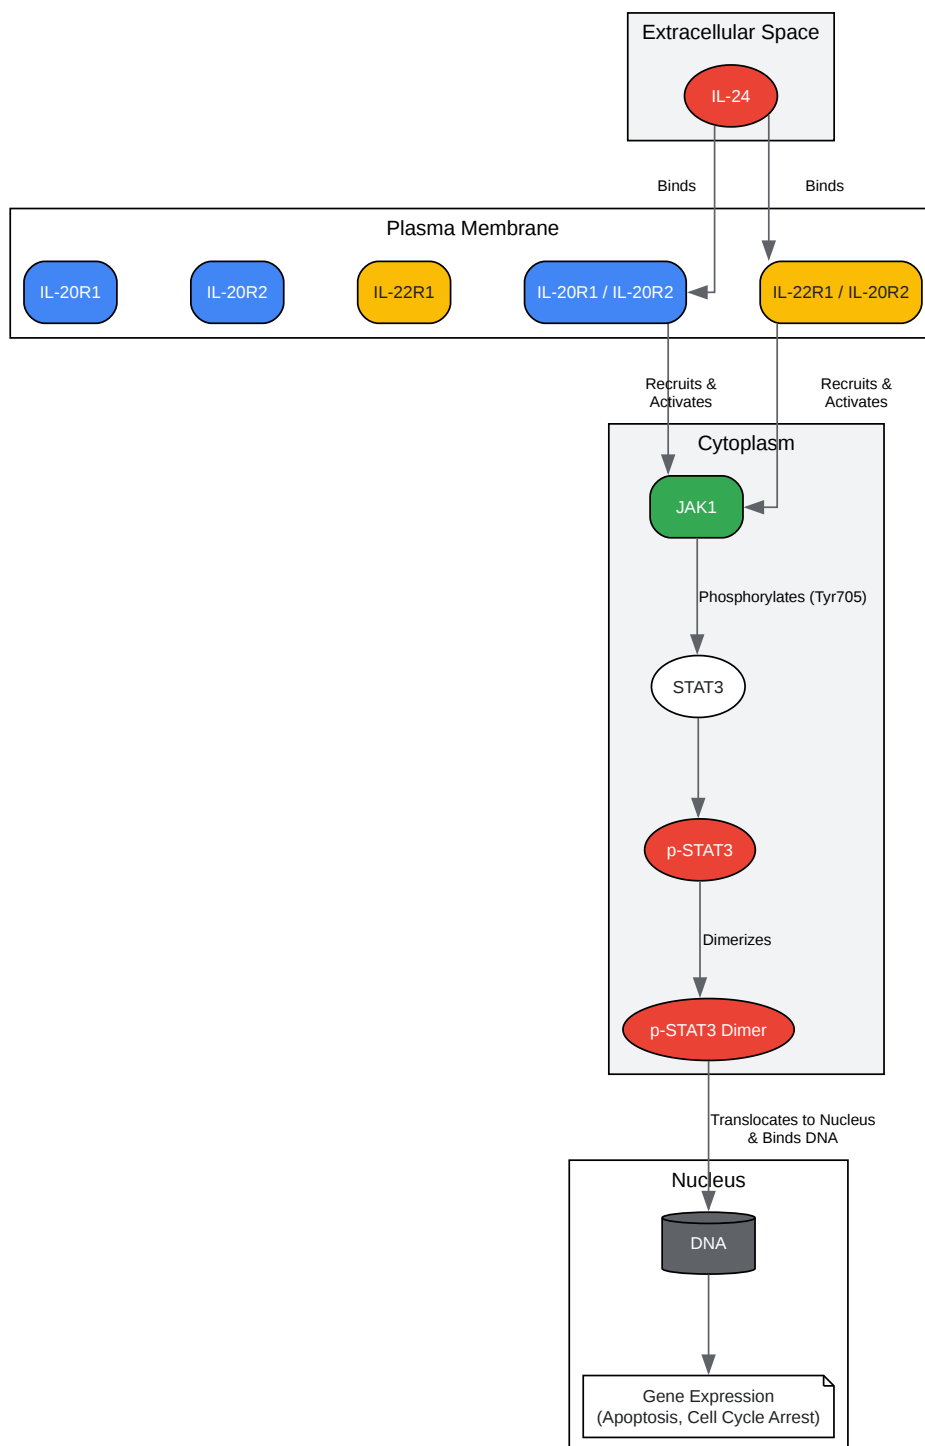 Extracellular Space
IL-24
Binds
Binds
Plasma Membrane
IL-20R1
IL-20R2
IL-22R1
IL-20R1 / IL-20R2
IL-22R1 / IL-20R2
Recruits &
Activates
Recruits &
Activates
Cytoplasm
JAK1
Phosphorylates (Tyr705)
STAT3
p-STAT3
Dimerizes
p-STAT3 Dimer
Translocates to Nucleus
& Binds DNA
Nucleus
DNA
Gene Expression
(Apoptosis, Cell Cycle Arrest)